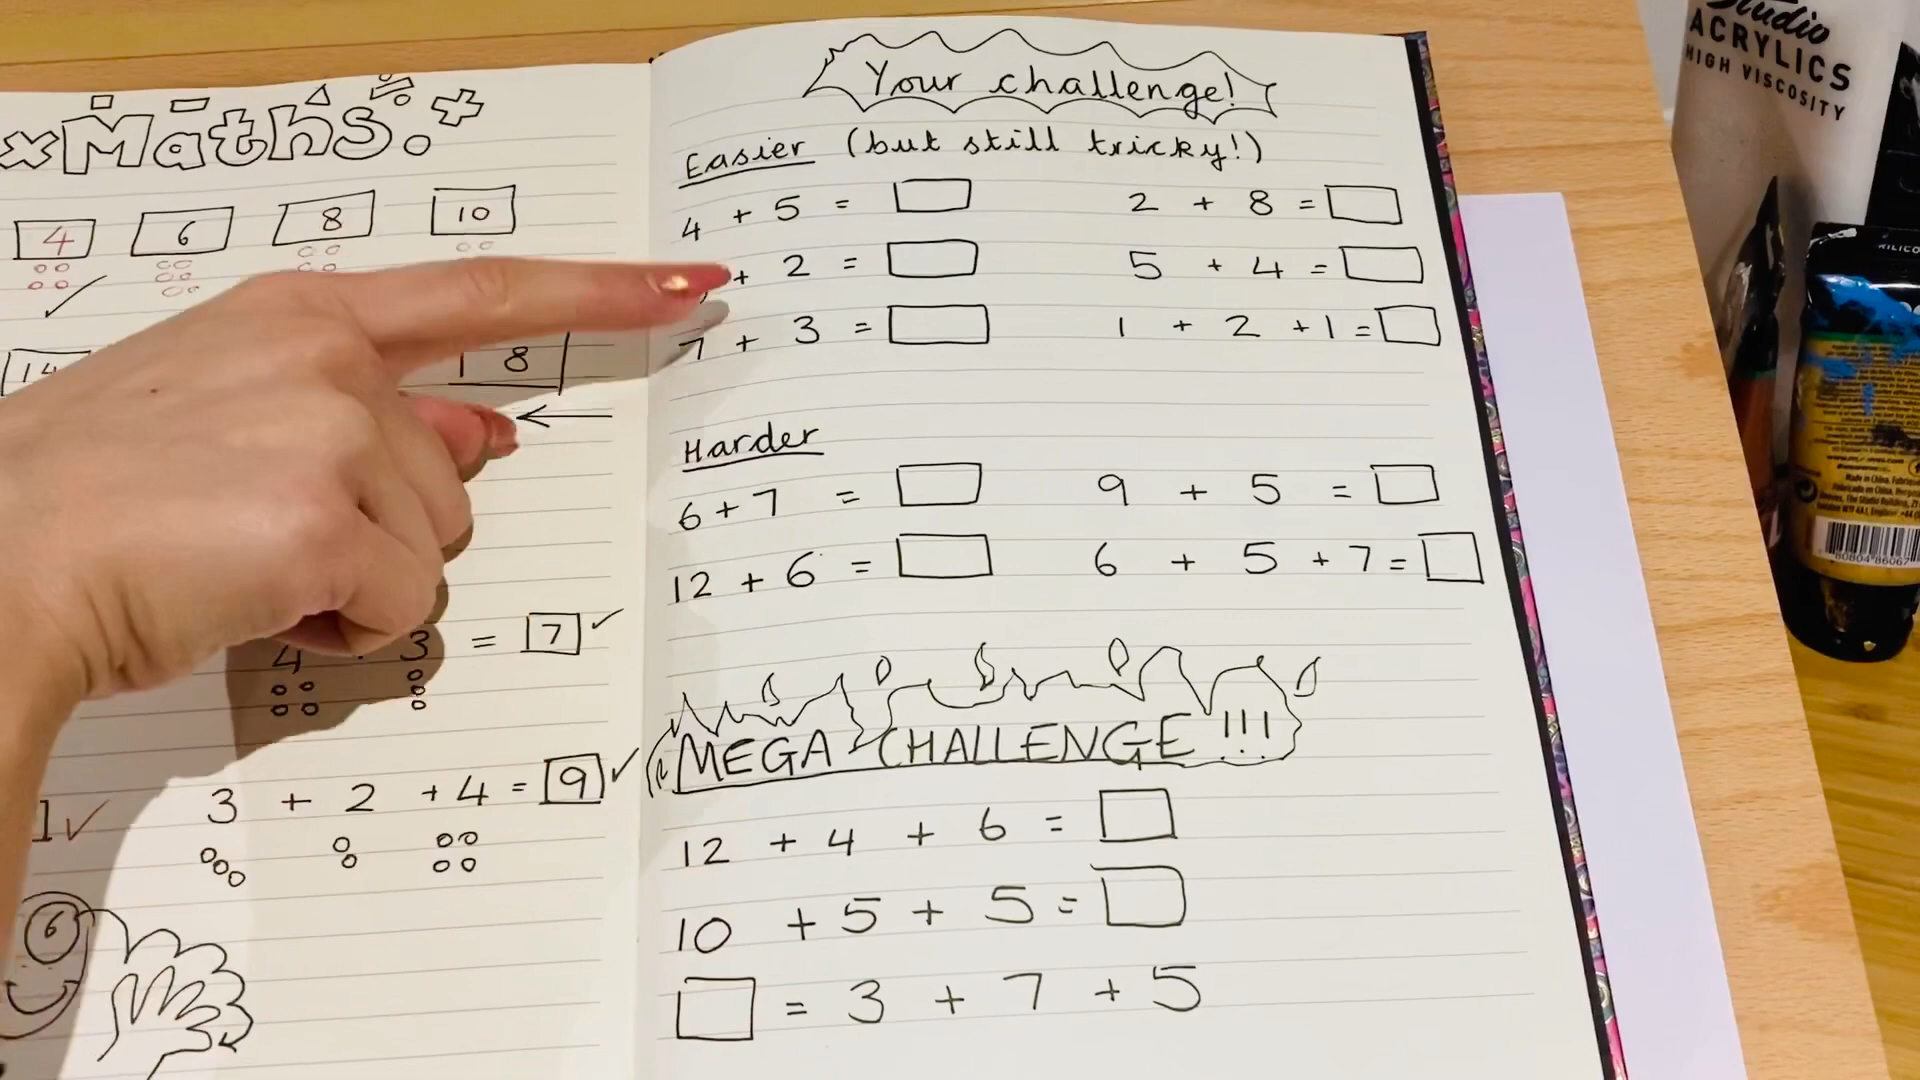 xMaths.
4 6 8 10
18
4 3 = 7
3 + 2 + 4 = 9
6
Your challenge!
Easier (but still tricky!)
4 + 5 =
2 + 8 =
+ 2 =
5 + 4 =
7 + 3 =
1 + 2 + 1 =
Harder
6 + 7 =
9 + 5 =
12 + 6 =
6 + 5 + 7 =
MEGA CHALLENGE!!!
12 + 4 + 6 =
10 + 5 + 5 =
= 3 + 7 + 5
Studio
ACRYLICS
HIGH VISCOSITY